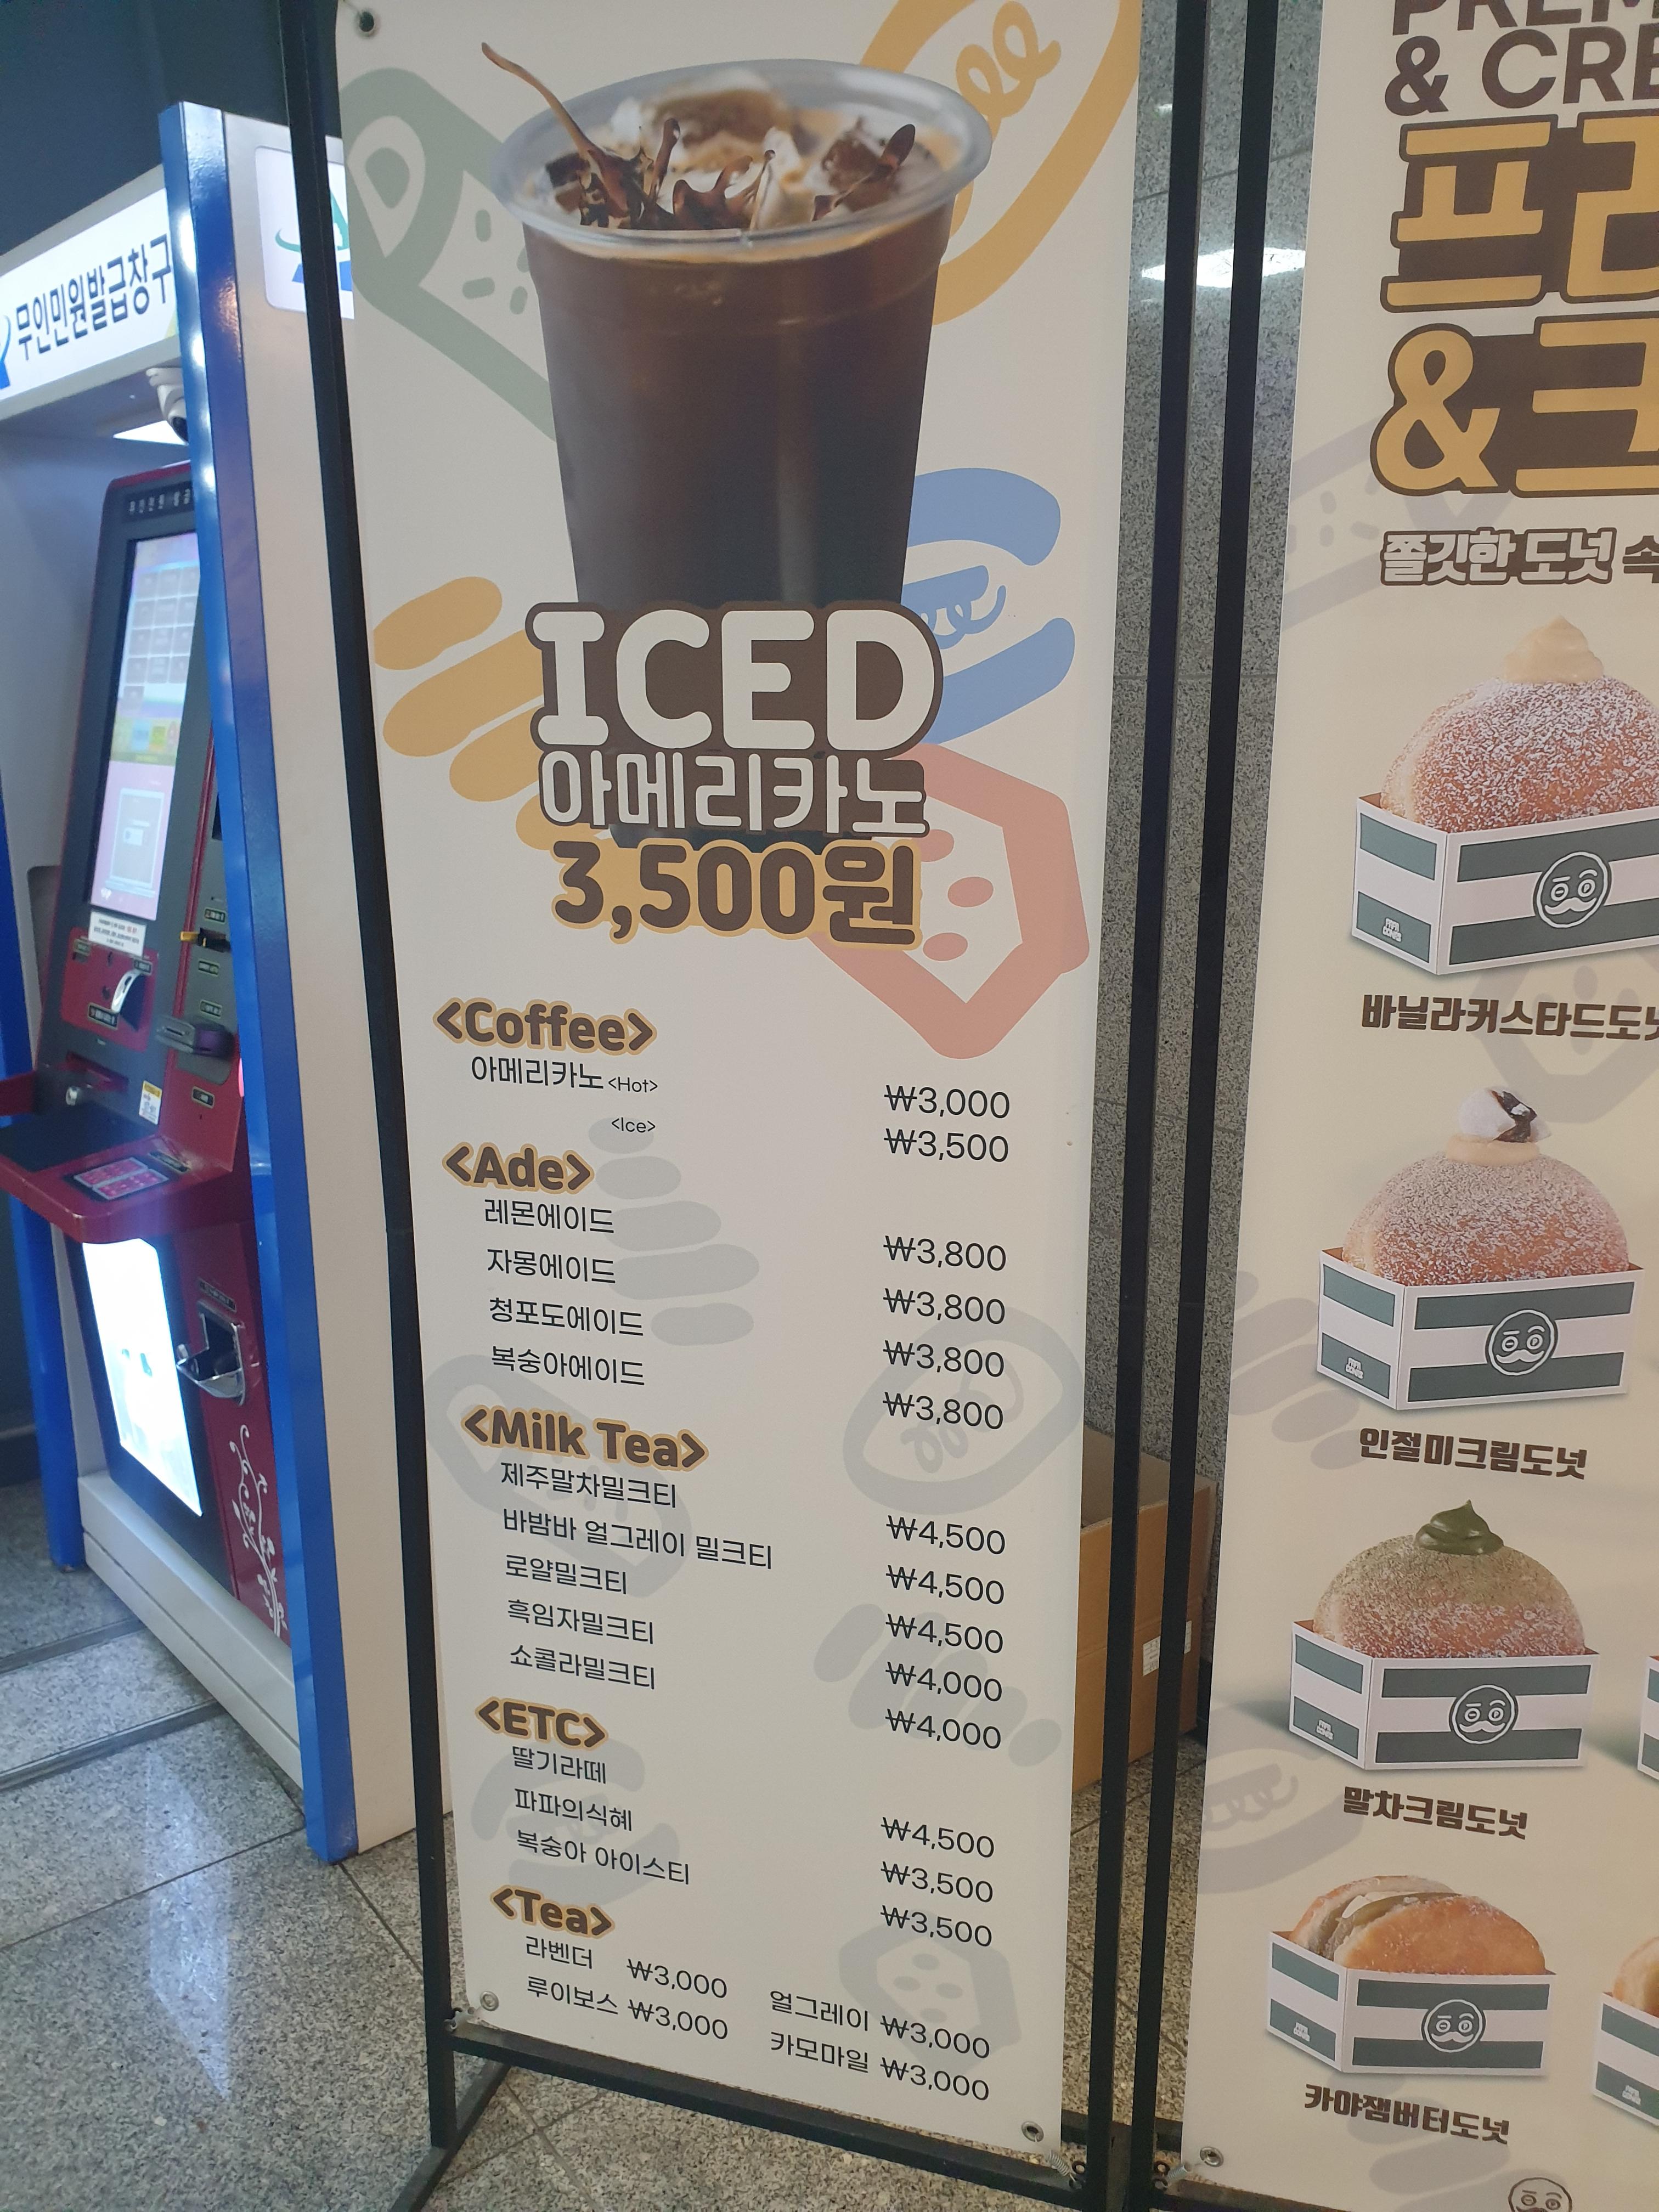 무인민원발급창구
ICED
아메리카노
3,500원
<Coffee>
아메리카노 <Hot> ₩3,000
<Ice> ₩3,500
<Ade>
레몬에이드 ₩3,800
자몽에이드 ₩3,800
청포도에이드 ₩3,800
복숭아에이드 ₩3,800
<Milk Tea>
제주말차밀크티 ₩4,500
바밤바 얼그레이 밀크티 ₩4,500
로얄밀크티 ₩4,500
흑임자밀크티 ₩4,000
쇼콜라밀크티 ₩4,000
<ETC>
딸기라떼 ₩4,500
파파의식혜 ₩3,500
복숭아 아이스티 ₩3,500
<Tea>
라벤더 ₩3,000 얼그레이 ₩3,000
루이보스 ₩3,000 카모마일 ₩3,000
& CRE
프
&
쫄깃한 도넛 속
바닐라커스타드도넛
인절미크림도넛
말차크림도넛
카야잼버터도넛